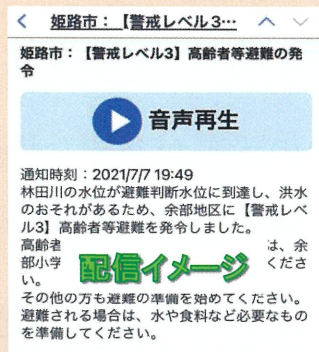 姫路市：【警戒レベル3…
姫路市：【警戒レベル3】高齢者等避難の発
令
音声再生
通知時刻：2021/7/7 19:49
林田川の水位が避難判断水位に到達し、洪水
のおそれがあるため、余部地区に【警戒レベ
ル3】高齢者等避難を発令しました。
高齢者 は、余
部小学 くださ
配信イメージ
い。
その他の方も避難の準備を始めてください。
避難される場合は、水や食料など必要なもの
を準備してください。